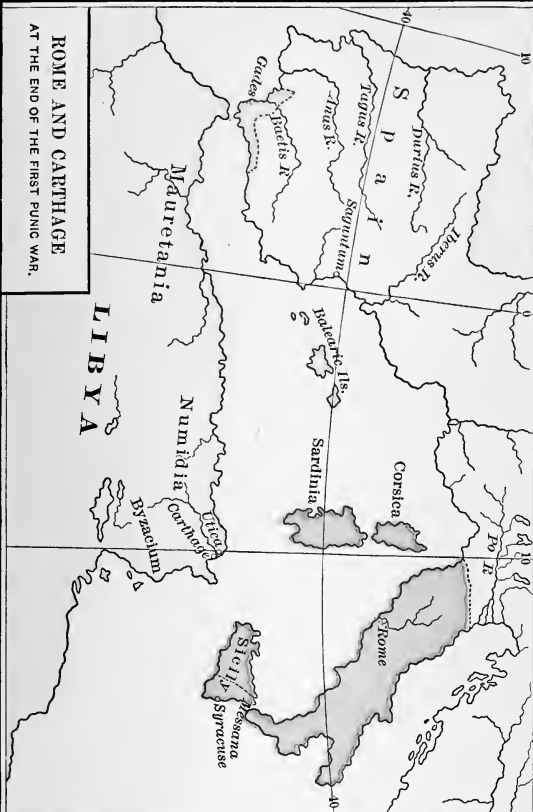 ROME AND CARTHAGE
AT THE END OF THE FIRST PUNIC WAR.
10
0
10
40
40
Spain
Durius R.
Iberus R.
Tagus R.
Anas R.
Saguntum
Baetis R
Gades
Balearic Ils.
Corsica
Sardinia
Po R
Rome
Sicily
Messana
Syracuse
Mauretania
Numidia
Utica
Carthage
Byzacium
LIBYA